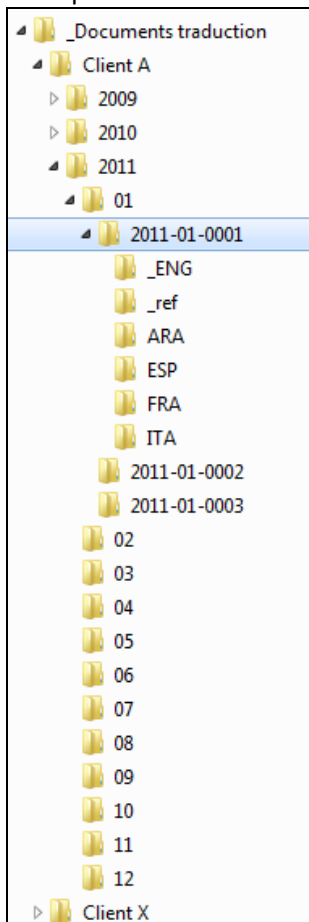 _Documents traduction
Client A
2009
2010
2011
01
2011-01-0001
_ENG
_ref
ARA
ESP
FRA
ITA
2011-01-0002
2011-01-0003
02
03
04
05
06
07
08
09
10
11
12
Client X